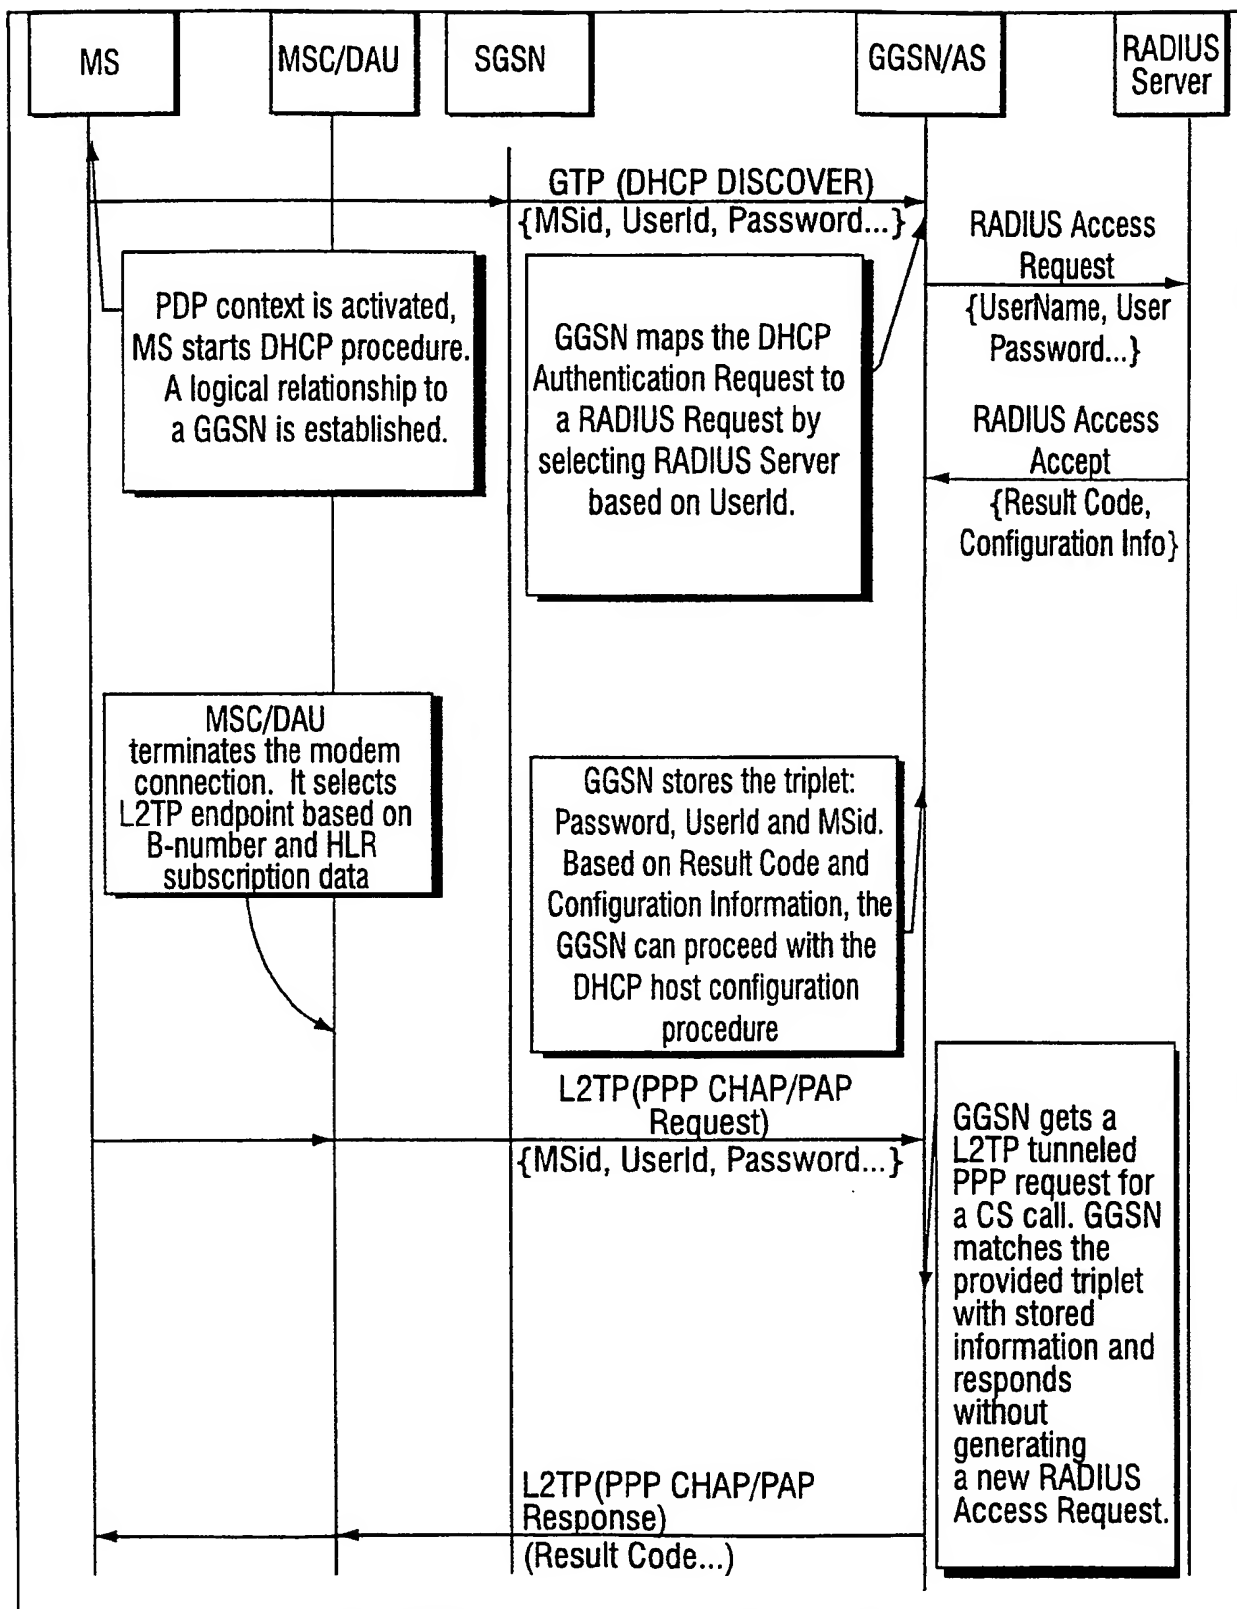 MS
MSC/DAU
SGSN
GGSN/AS
RADIUS
Server
GTP (DHCP DISCOVER)
{MSid, UserId, Password...}
RADIUS Access
Request
{UserName, User
Password...}
PDP context is activated,
MS starts DHCP procedure.
A logical relationship to
a GGSN is established.
GGSN maps the DHCP
Authentication Request to
a RADIUS Request by
selecting RADIUS Server
based on UserId.
RADIUS Access
Accept
{Result Code,
Configuration Info}
MSC/DAU
terminates the modem
connection. It selects
L2TP endpoint based on
B-number and HLR
subscription data
GGSN stores the triplet:
Password, UserId and MSid.
Based on Result Code and
Configuration Information, the
GGSN can proceed with the
DHCP host configuration
procedure
L2TP(PPP CHAP/PAP
Request)
{MSid, UserId, Password...}
GGSN gets a
L2TP tunneled
PPP request for
a CS call. GGSN
matches the
provided triplet
with stored
information and
responds
without
generating
a new RADIUS
Access Request.
L2TP(PPP CHAP/PAP
Response)
(Result Code...)